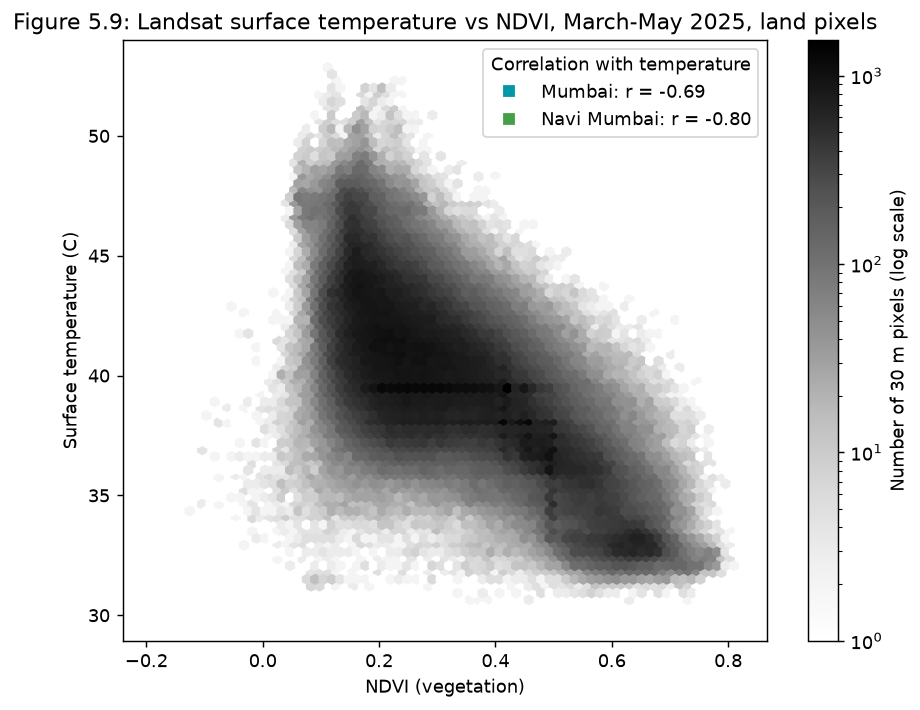 Figure 5.9: Landsat surface temperature vs NDVI, March-May 2025, land pixels
Correlation with temperature
Mumbai: r = -0.69
Navi Mumbai: r = -0.80
50
45
40
35
30
Surface temperature (C)
−0.2 0.0 0.2 0.4 0.6 0.8
NDVI (vegetation)
10³
10²
10¹
10⁰
Number of 30 m pixels (log scale)